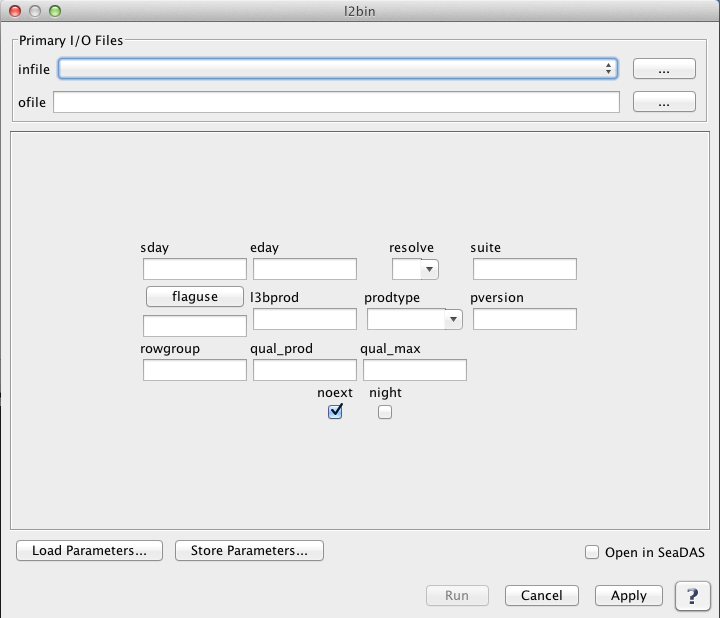 l2bin
Primary I/O Files
infile
...
ofile
...
sday eday resolve suite
flaguse l3bprod prodtype pversion
rowgroup qual_prod qual_max
noext night
Load Parameters... Store Parameters... Open in SeaDAS
Run Cancel Apply ?